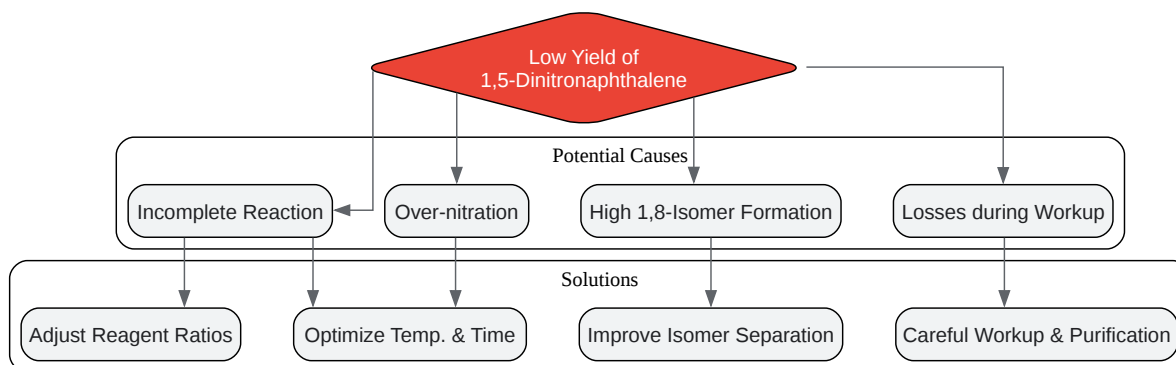 Low Yield of
1,5-Dinitronaphthalene
Potential Causes
Incomplete Reaction
Over-nitration
High 1,8-Isomer Formation
Losses during Workup
Solutions
Adjust Reagent Ratios
Optimize Temp. & Time
Improve Isomer Separation
Careful Workup & Purification